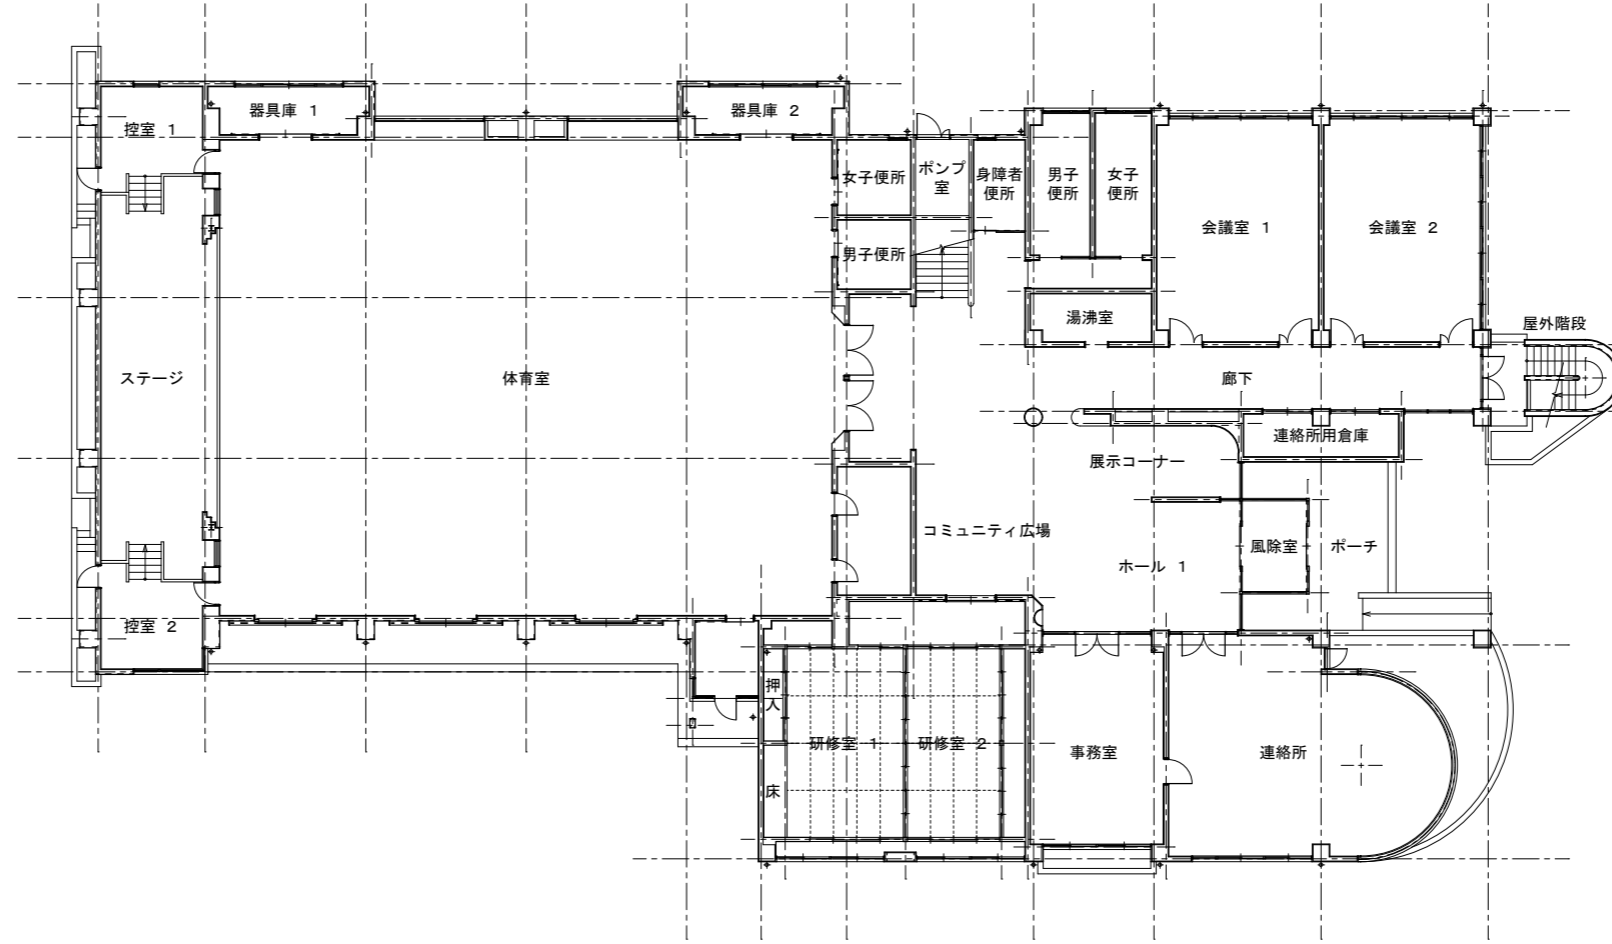 器具庫 1
器具庫 2
控室 1
女子便所
ポンプ
室
身障者
便所
男子
便所
女子
便所
会議室 1
会議室 2
男子便所
湯沸室
屋外階段
ステージ
体育室
廊下
連絡所用倉庫
展示コーナー
コミュニティ広場
風除室
ポーチ
ホール 1
控室 2
押
入
研修室 1
研修室 2
事務室
連絡所
床